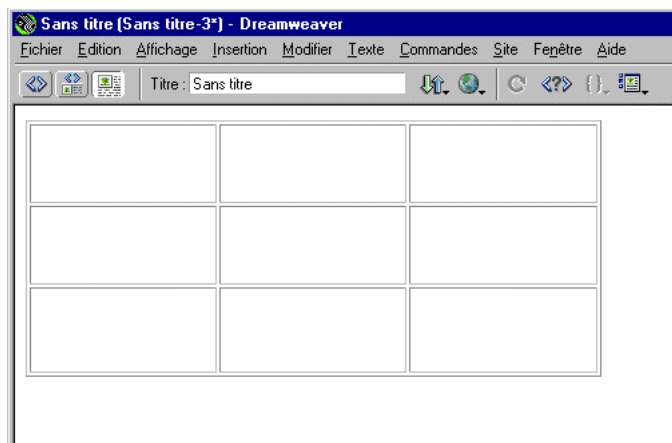 Sans titre (Sans titre-3*) - Dreamweaver
Fichier Edition Affichage Insertion Modifier Texte Commandes Site Fenêtre Aide
Titre : Sans titre